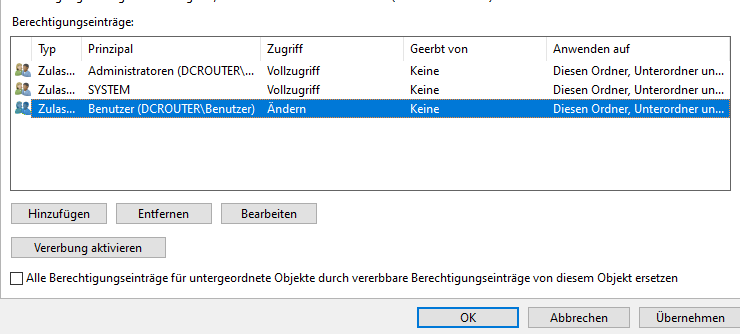 Berechtigungseinträge:
Typ Prinzipal Zugriff Geerbt von Anwenden auf
Zulas... Administratoren (DCROUTER\... Vollzugriff Keine Diesen Ordner, Unterordner un...
Zulas... SYSTEM Vollzugriff Keine Diesen Ordner, Unterordner un...
Zulas... Benutzer (DCROUTER\Benutzer) Ändern Keine Diesen Ordner, Unterordner un...
Hinzufügen Entfernen Bearbeiten
Vererbung aktivieren
Alle Berechtigungseinträge für untergeordnete Objekte durch vererbbare Berechtigungseinträge von diesem Objekt ersetzen
OK Abbrechen Übernehmen